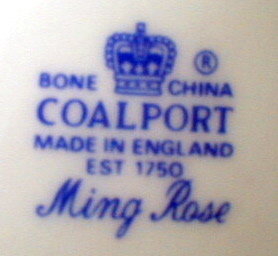 ®
BONE CHINA
COALPORT
MADE IN ENGLAND
EST 1750
Ming Rose